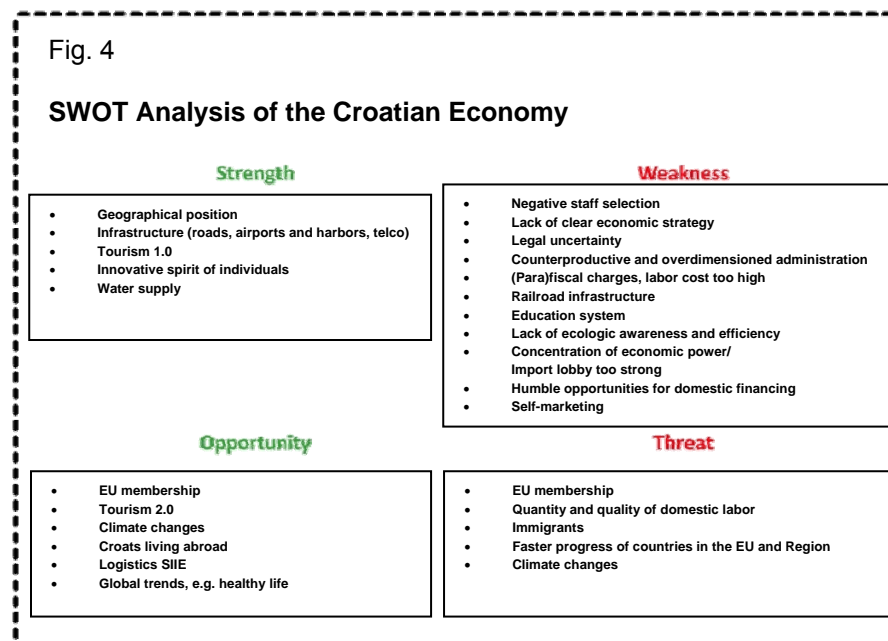 Fig. 4
SWOT Analysis of the Croatian Economy
Strength
• Geographical position
• Infrastructure (roads, airports and harbors, telco)
• Tourism 1.0
• Innovative spirit of individuals
• Water supply
Weakness
• Negative staff selection
• Lack of clear economic strategy
• Legal uncertainty
• Counterproductive and overdimensioned administration
• (Para)fiscal charges, labor cost too high
• Railroad infrastructure
• Education system
• Lack of ecologic awareness and efficiency
• Concentration of economic power/
Import lobby too strong
• Humble opportunities for domestic financing
• Self-marketing
Opportunity
• EU membership
• Tourism 2.0
• Climate changes
• Croats living abroad
• Logistics SIIE
• Global trends, e.g. healthy life
Threat
• EU membership
• Quantity and quality of domestic labor
• Immigrants
• Faster progress of countries in the EU and Region
• Climate changes